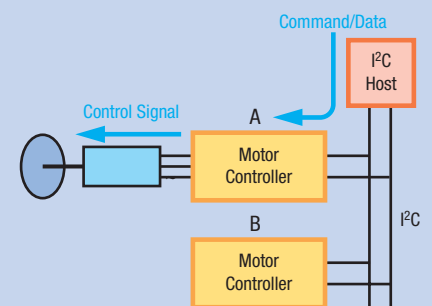 Command/Data
I²C
Host
Control Signal
A
Motor
Controller
I²C
B
Motor
Controller